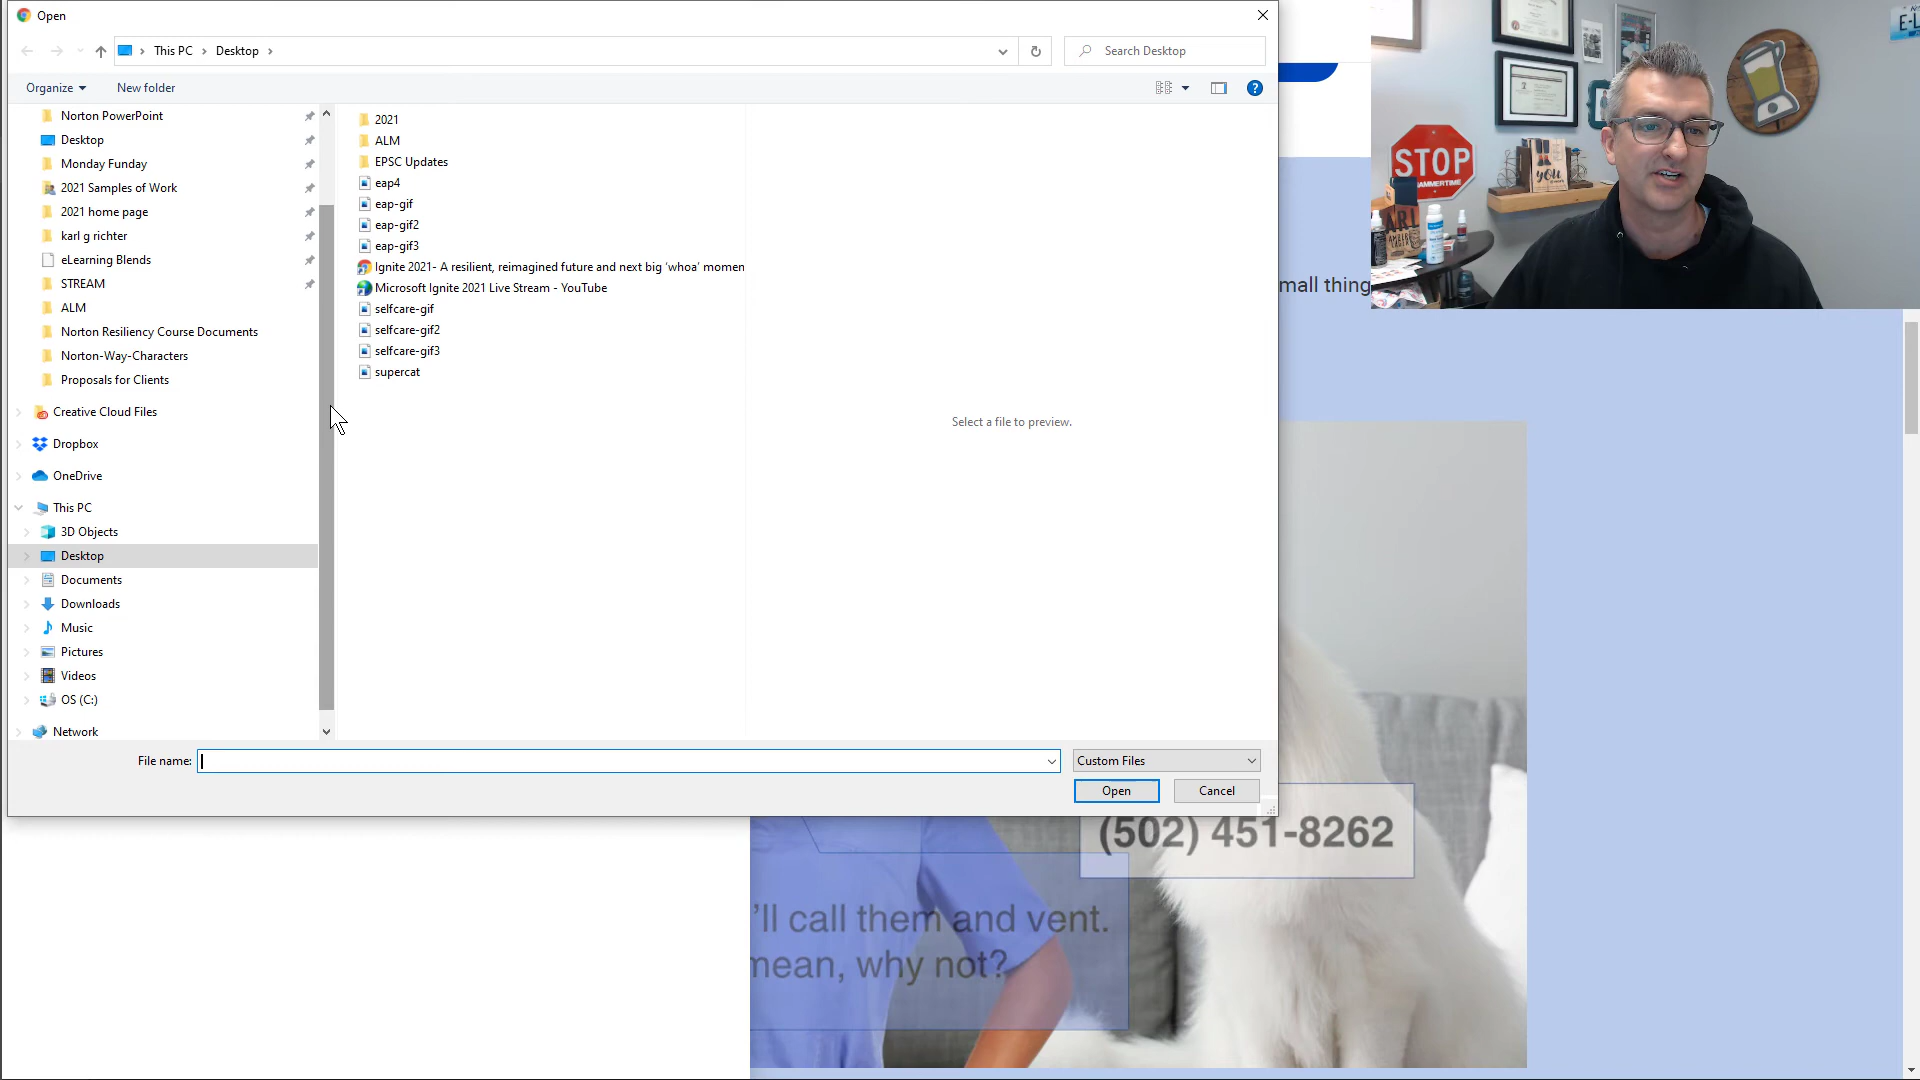 Open
This PC
Desktop
Search Desktop
Organize
New folder
Norton PowerPoint
Desktop
Monday Funday
2021 Samples of Work
2021 home page
karl g richter
eLearning Blends
STREAM
ALM
Norton Resiliency Course Documents
Norton-Way-Characters
Proposals for Clients
Creative Cloud Files
Dropbox
OneDrive
This PC
3D Objects
Desktop
Documents
Downloads
Music
Pictures
Videos
OS (C:)
Network
2021
ALM
EPSC Updates
eap4
eap-gif
eap-gif2
eap-gif3
Ignite 2021- A resilient, reimagined future and next big ‘whoa’ momen
Microsoft Ignite 2021 Live Stream - YouTube
selfcare-gif
selfcare-gif2
selfcare-gif3
supercat
Select a file to preview.
File name:
Custom Files
Open
Cancel
mall thing
STOP
you
(502) 451-8262
'll call them and vent.
mean, why not?